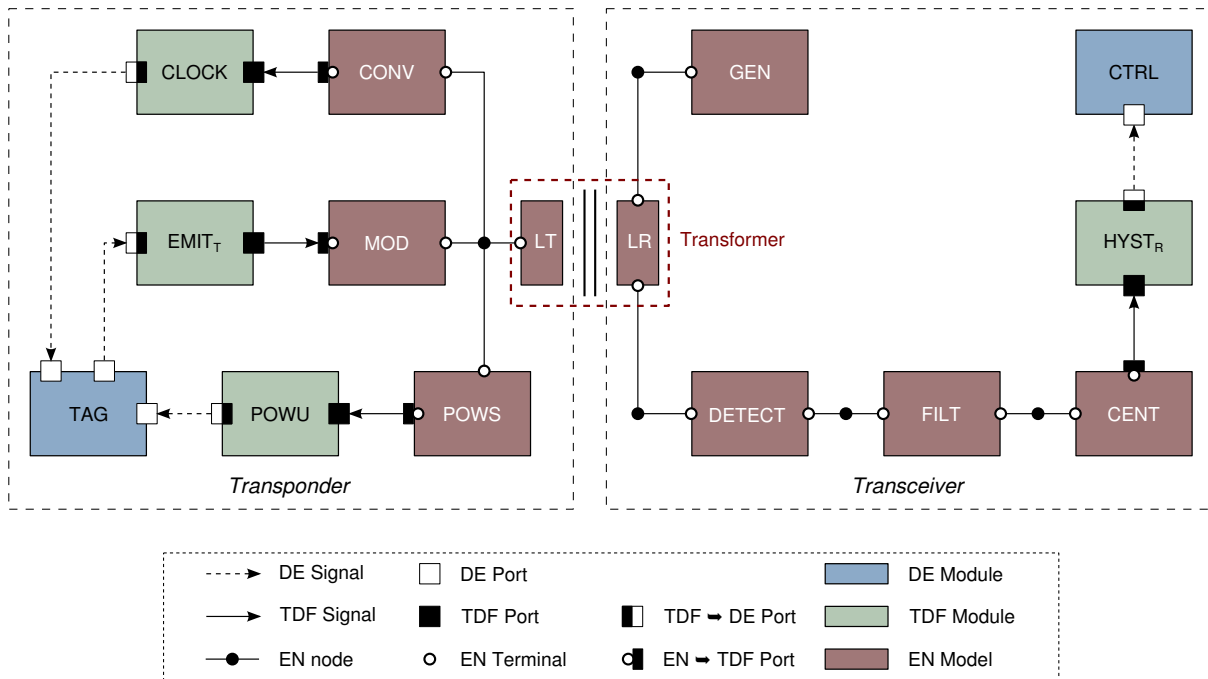 CLOCK
CONV
GEN
CTRL
EMIT_T
MOD
LT
LR
Transformer
HYST_R
TAG
POWU
POWS
DETECT
FILT
CENT
Transponder
Transceiver
DE Signal
DE Port
DE Module
TDF Signal
TDF Port
TDF ➥ DE Port
TDF Module
EN node
EN Terminal
EN ➥ TDF Port
EN Model